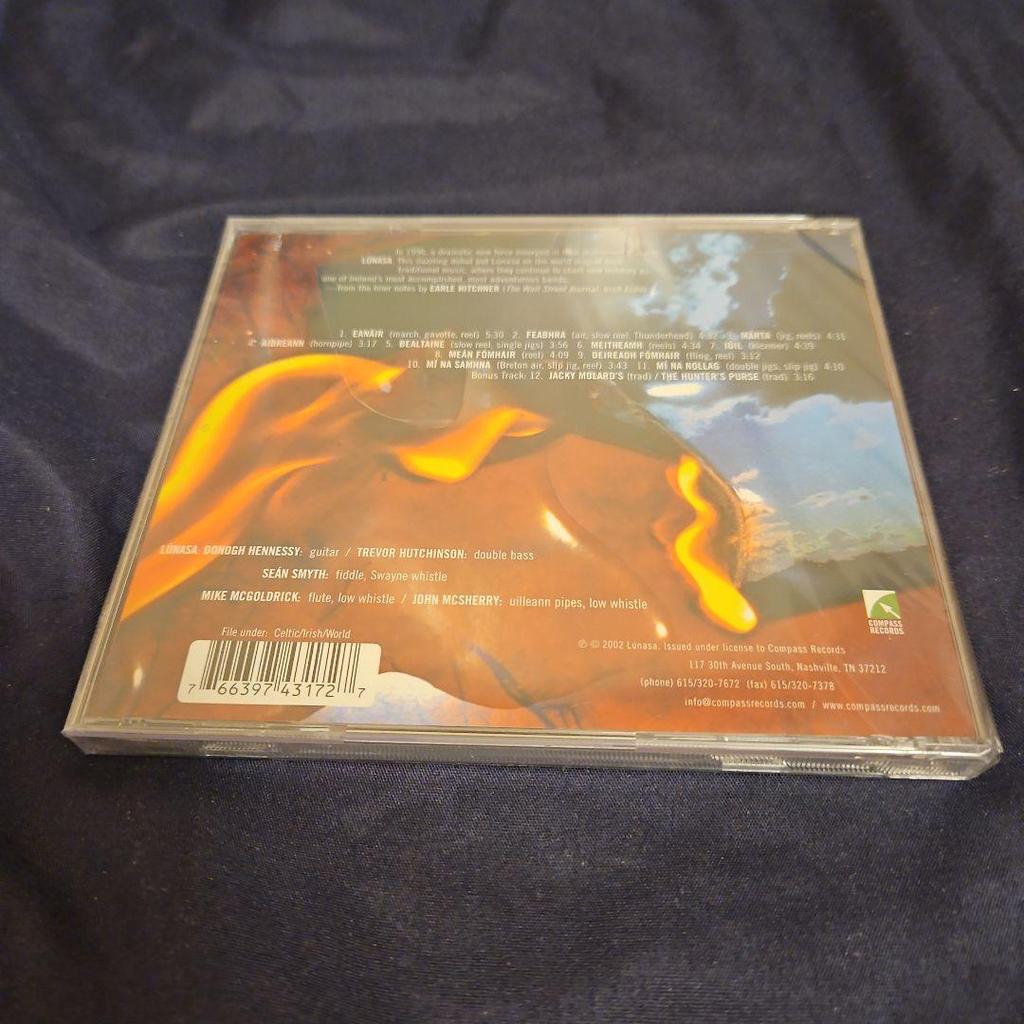 In 1996, a dramatic new force emerged in
LÚNASA. This dazzling debut put Lúnasa on the world map of
traditional music, where they continue to
one of Ireland's most accomplished, most adventurous bands.
—from the liner notes by EARLE HITCHNER (The Wall Street Journal, Irish Echo)
1. EANÁIR (march, gavotte, reel) 5:30 2. FEABHRA (air, slow reel, Thunderhead) 4:32 3. MÁRTA (jig, reels) 4:31
4. AIBREANN (hornpipe) 3:17 5. BEALTAINE (slow reel, single jigs) 3:56 6. MEITHEAMH (reels) 4:34 7. IÚIL (klezmer) 4:39
8. MEÁN FÓMHAIR (reel) 4:09 9. DEIREADH FÓMHAIR (fling, reel) 3:12
10. MÍ NA SAMHNA (Breton air, slip jig, reel) 3:43 11. MÍ NA NOLLAG (double jigs, slip jig) 4:10
Bonus Track: 12. JACKY MOLARD'S (trad) / THE HUNTER'S PURSE (trad) 3:16
LÚNASA DONOGH HENNESSY: guitar / TREVOR HUTCHINSON: double bass
SEÁN SMYTH: fiddle, Swayne whistle
MIKE MCGOLDRICK: flute, low whistle / JOHN MCSHERRY: uilleann pipes, low whistle
COMPASS
RECORDS
File under: Celtic/Irish/World
7 66397 43172 7
℗ © 2002 Lúnasa. Issued under license to Compass Records
117 30th Avenue South, Nashville, TN 37212
(phone) 615/320-7672 (fax) 615/320-7378
info@compassrecords.com / www.compassrecords.com